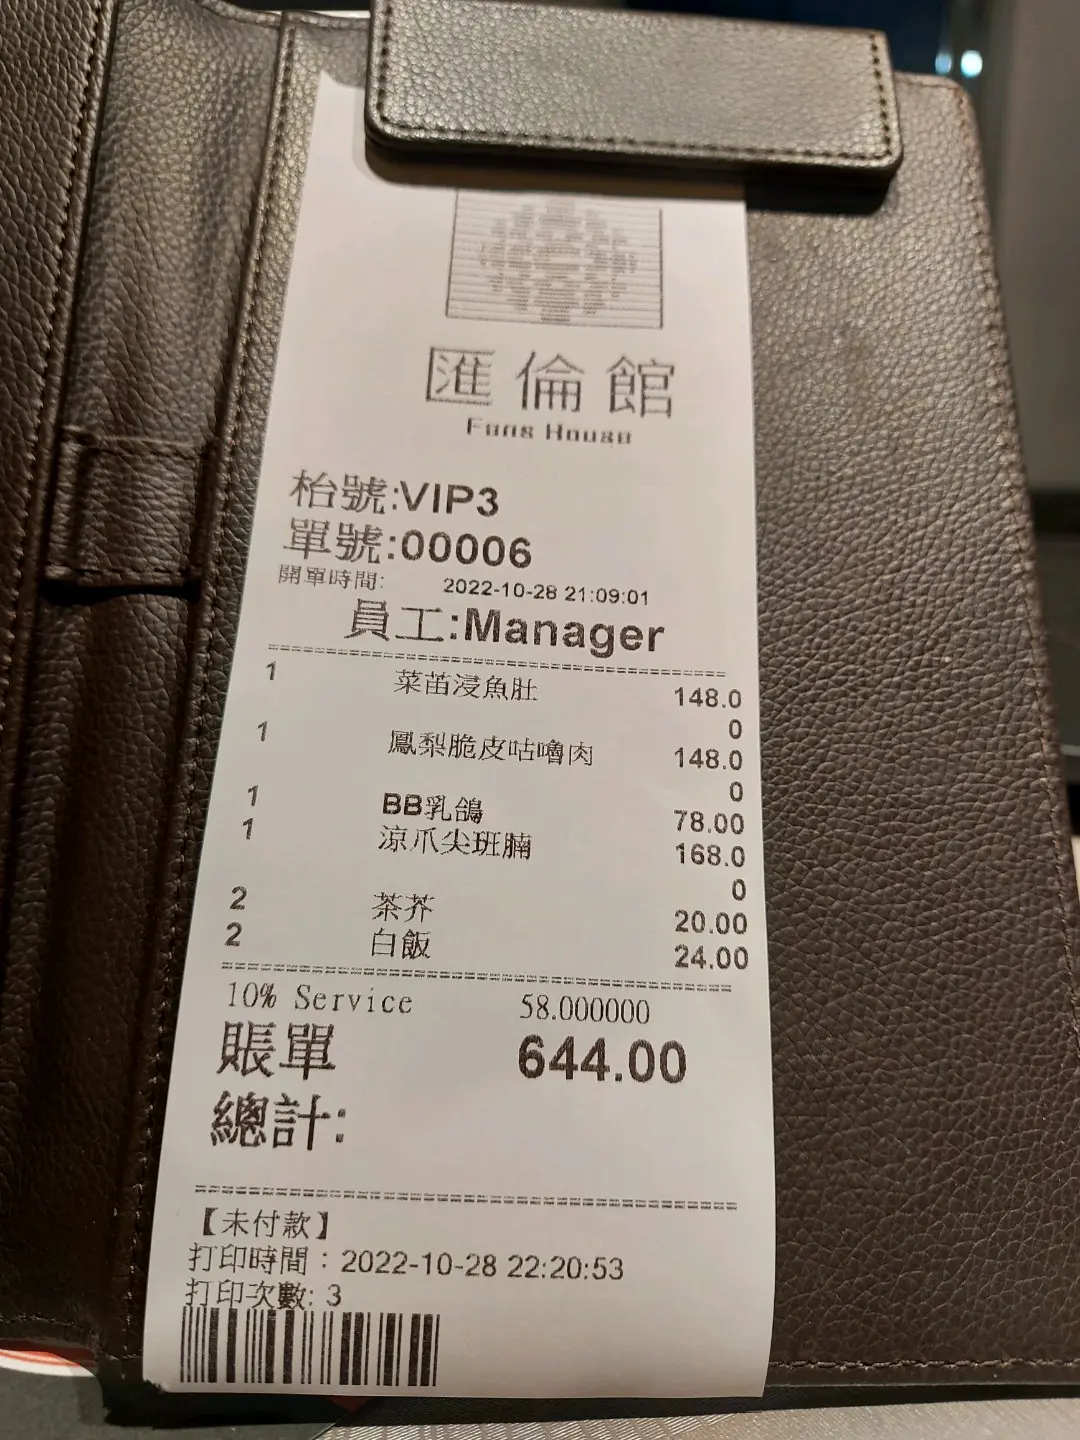 匯倫館
Fans House
枱號:VIP3
單號:00006
開單時間: 2022-10-28 21:09:01
員工:Manager
1 菜苗浸魚肚 148.0
0
1 鳳梨脆皮咕嚕肉 148.0
0
1 BB乳鴿 78.00
1 涼爪尖班腩 168.0
0
2 茶芥 20.00
2 白飯 24.00
10% Service 58.000000
賬單 644.00
總計:
【未付款】
打印時間：2022-10-28 22:20:53
打印次數: 3